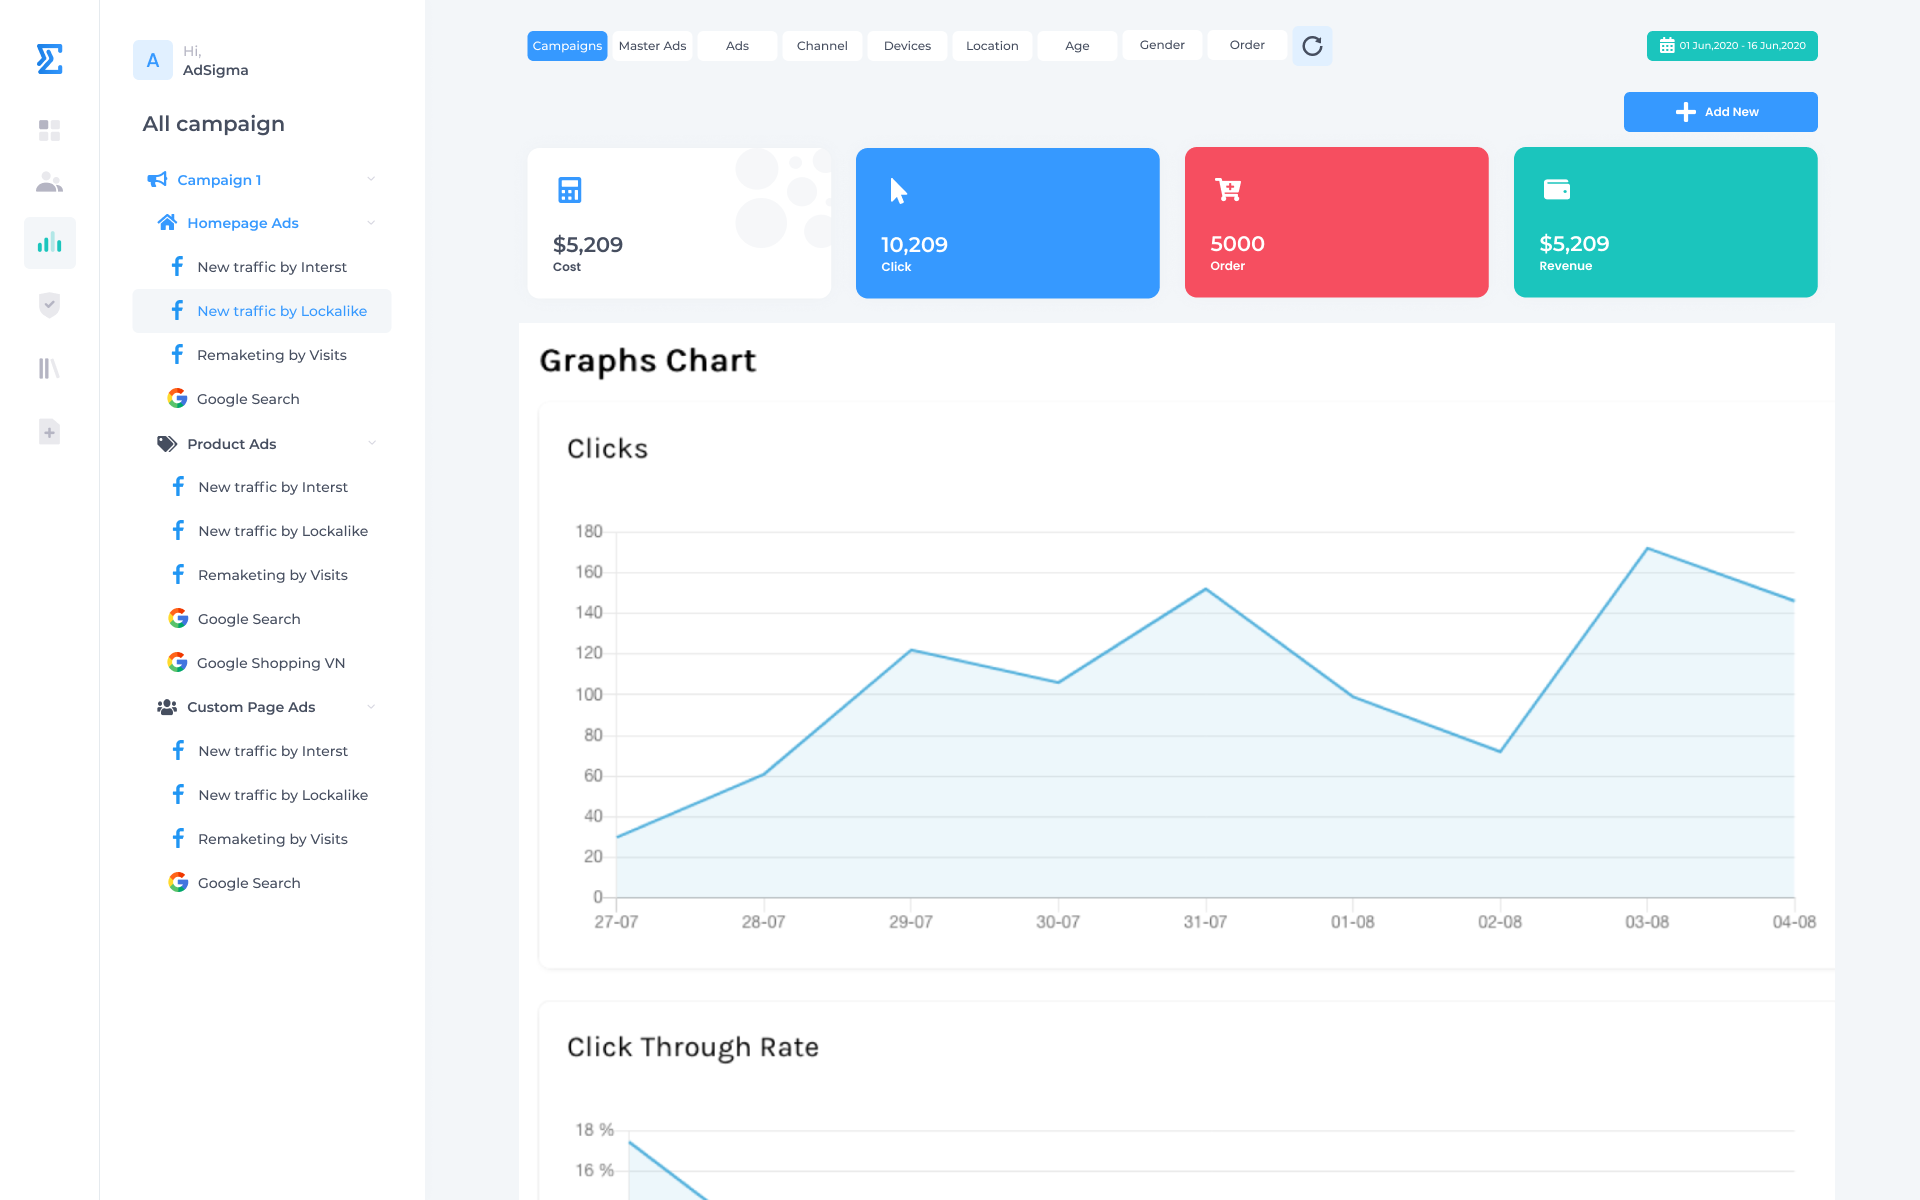 A
Hi,
AdSigma
All campaign
Campaign 1
Homepage Ads
New traffic by Interst
New traffic by Lockalike
Remaketing by Visits
Google Search
Product Ads
New traffic by Interst
New traffic by Lockalike
Remaketing by Visits
Google Search
Google Shopping VN
Custom Page Ads
New traffic by Interst
New traffic by Lockalike
Remaketing by Visits
Google Search
Campaigns Master Ads Ads Channel Devices Location Age Gender Order
01 Jun,2020 - 16 Jun,2020
Add New
$5,209
Cost
10,209
Click
5000
Order
$5,209
Revenue
Graphs Chart
Clicks
180
160
140
120
100
80
60
40
20
0
27-07 28-07 29-07 30-07 31-07 01-08 02-08 03-08 04-08
Click Through Rate
18 %
16 %